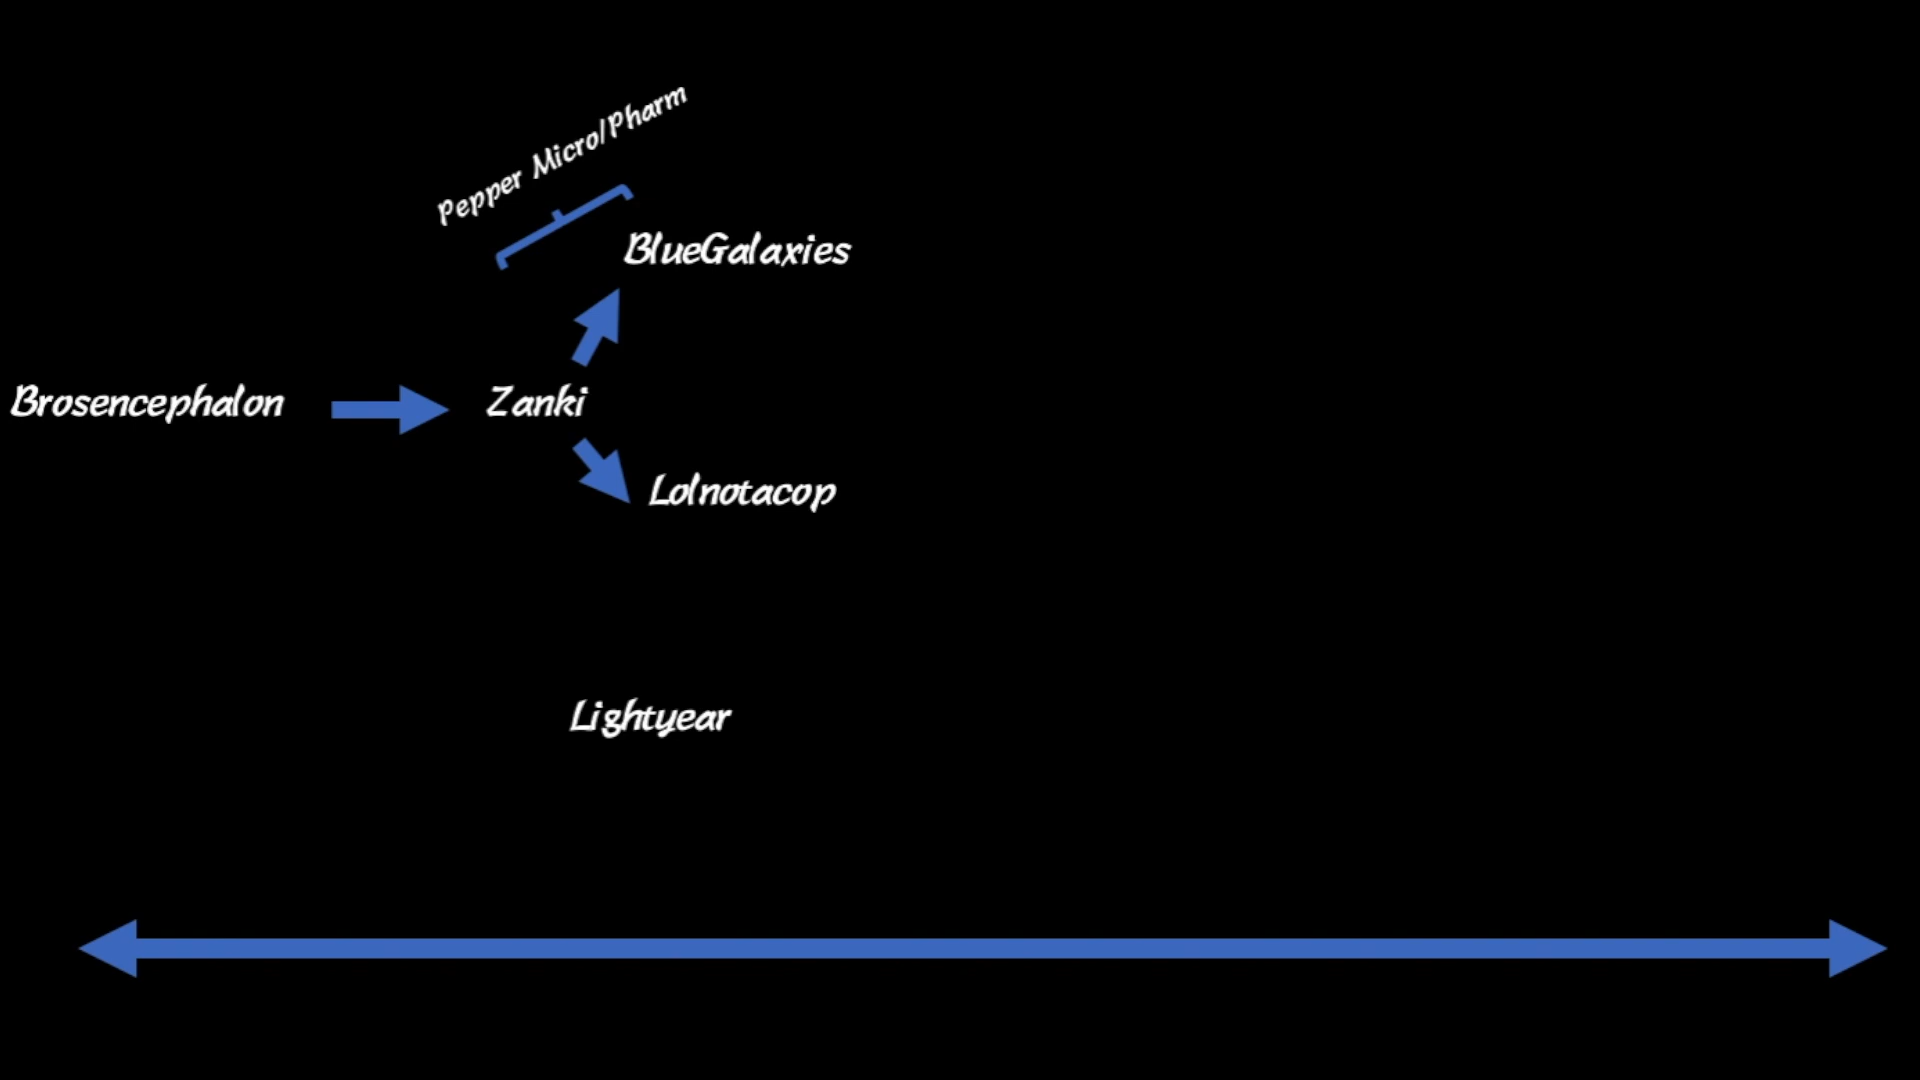 Pepper Micro/Pharm
BlueGalaxies
Brosencephalon
Zanki
Lolnotacop
Lightyear